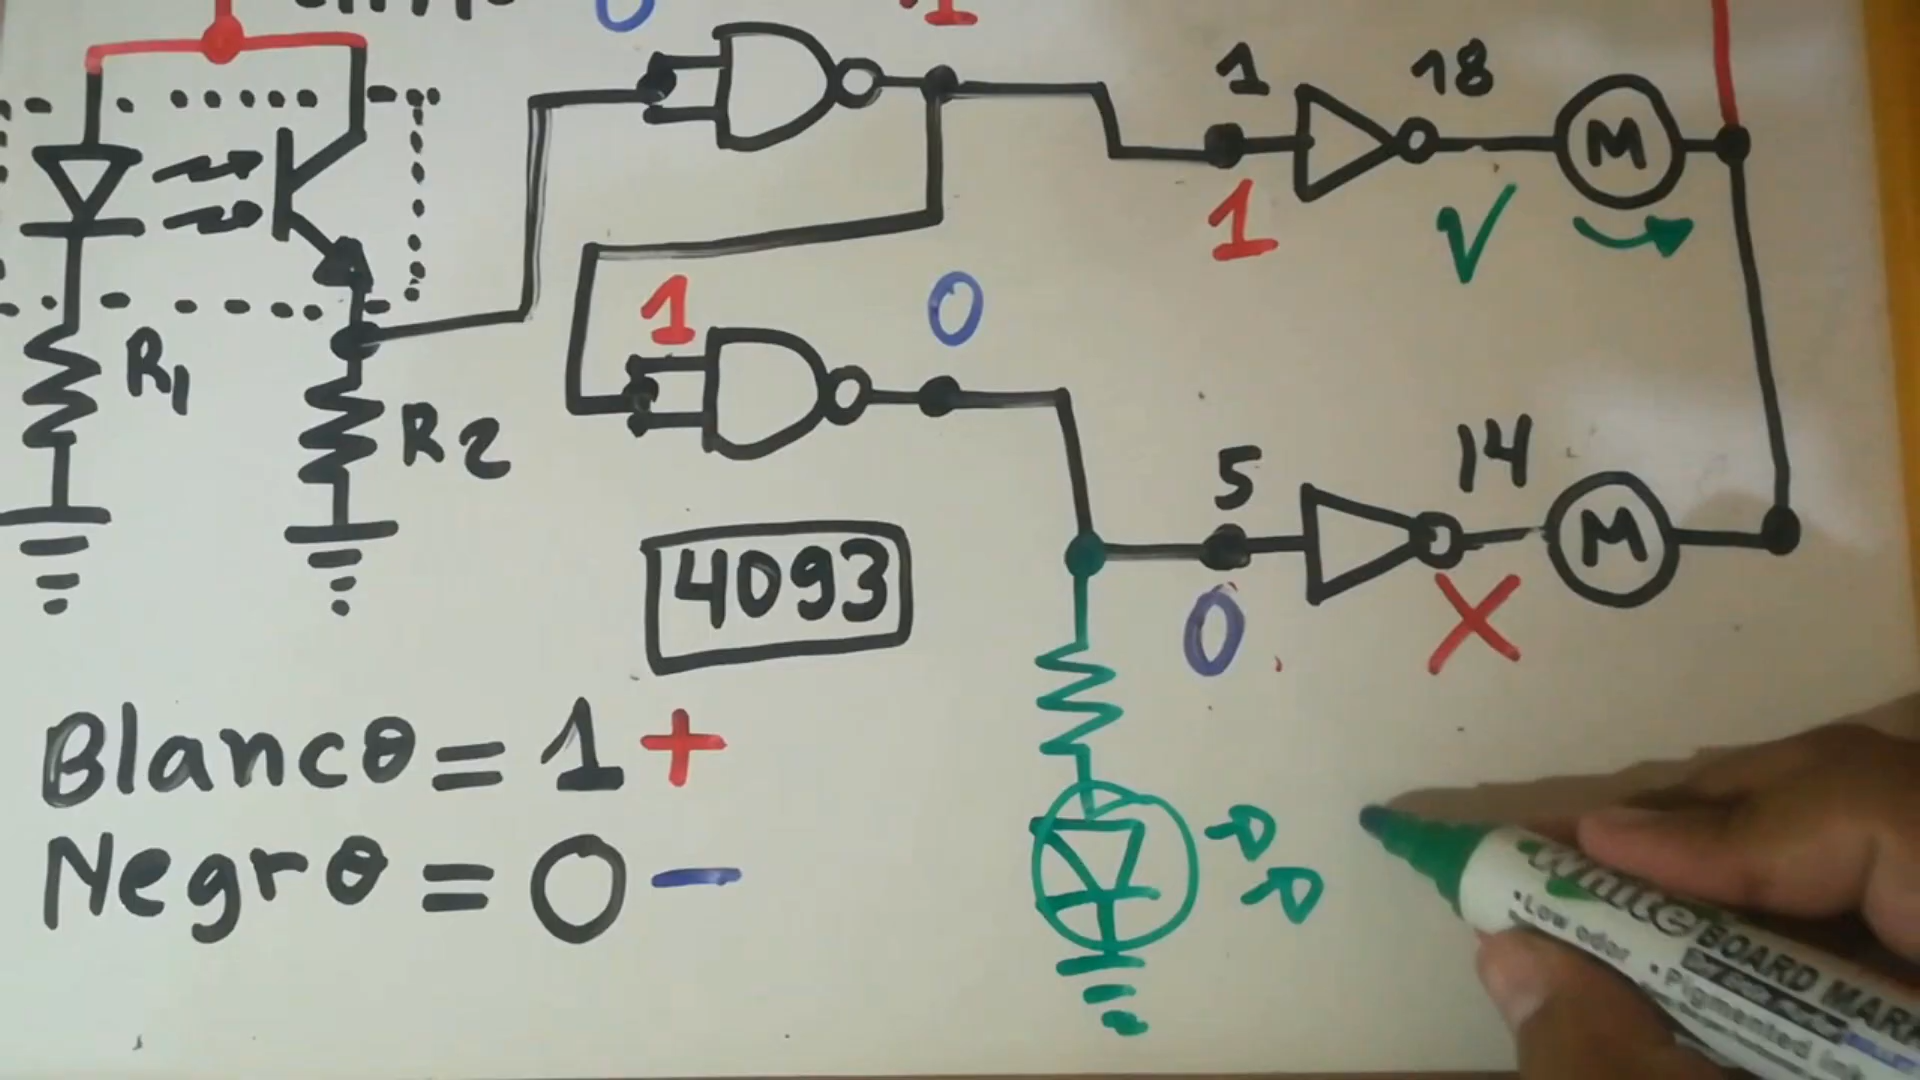 0
1
1
18
M
1
R1
1
0
R2
5
14
M
4093
0
Blanco = 1 +
Negro = 0 -
White BOARD MAR
• Low odor • Pigmented ink